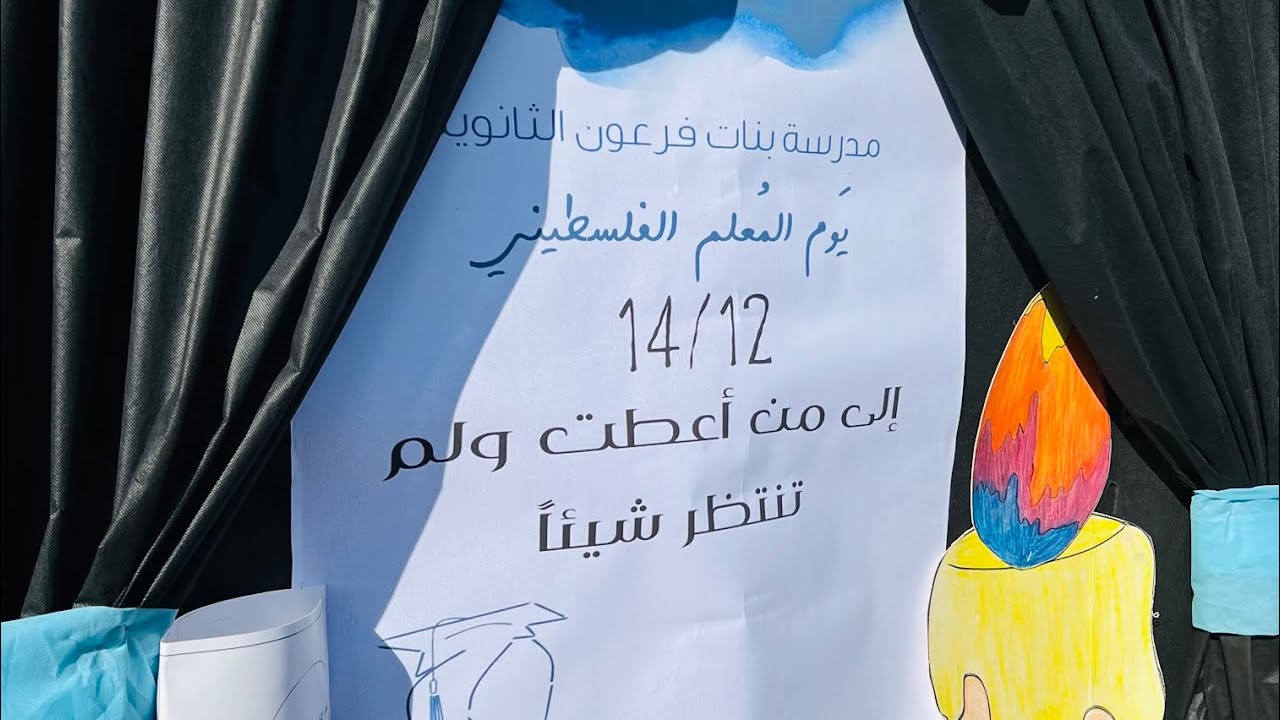 مدرسة بنات فرعون الثانوية
يَوم المُعلم الفلسطيني
14/12
إلى من أعطت ولم
تنتظر شيئاً